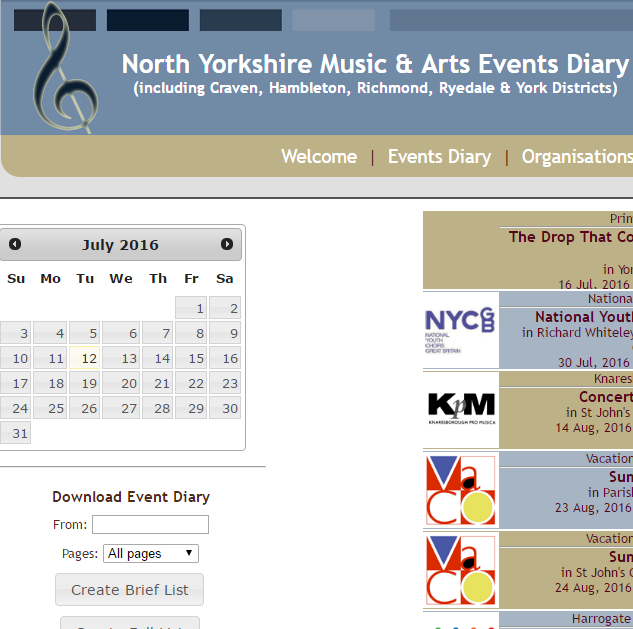 North Yorkshire Music & Arts Events Diary
(including Craven, Hambleton, Richmond, Ryedale & York Districts)
Welcome | Events Diary | Organisations
July 2016
Su Mo Tu We Th Fr Sa
1 2
3 4 5 6 7 8 9
10 11 12 13 14 15 16
17 18 19 20 21 22 23
24 25 26 27 28 29 30
31
Download Event Diary
From:
Pages: All pages
Create Brief List
The Drop That Co
in Yor
16 Jul, 2016
NYCGB
NATIONAL
YOUTH
CHOIRS
GREAT BRITAIN
Nationa
National Yout
in Richard Whiteley
30 Jul, 2016
KpM
KNARESBOROUGH PRO MUSICA
Knares
Concert
in St John's
14 Aug, 2016
VaCO
Vacation
Sun
in Parish
23 Aug, 2016
VaCO
Vacation
Sun
in St John's C
24 Aug, 2016
Harrogate